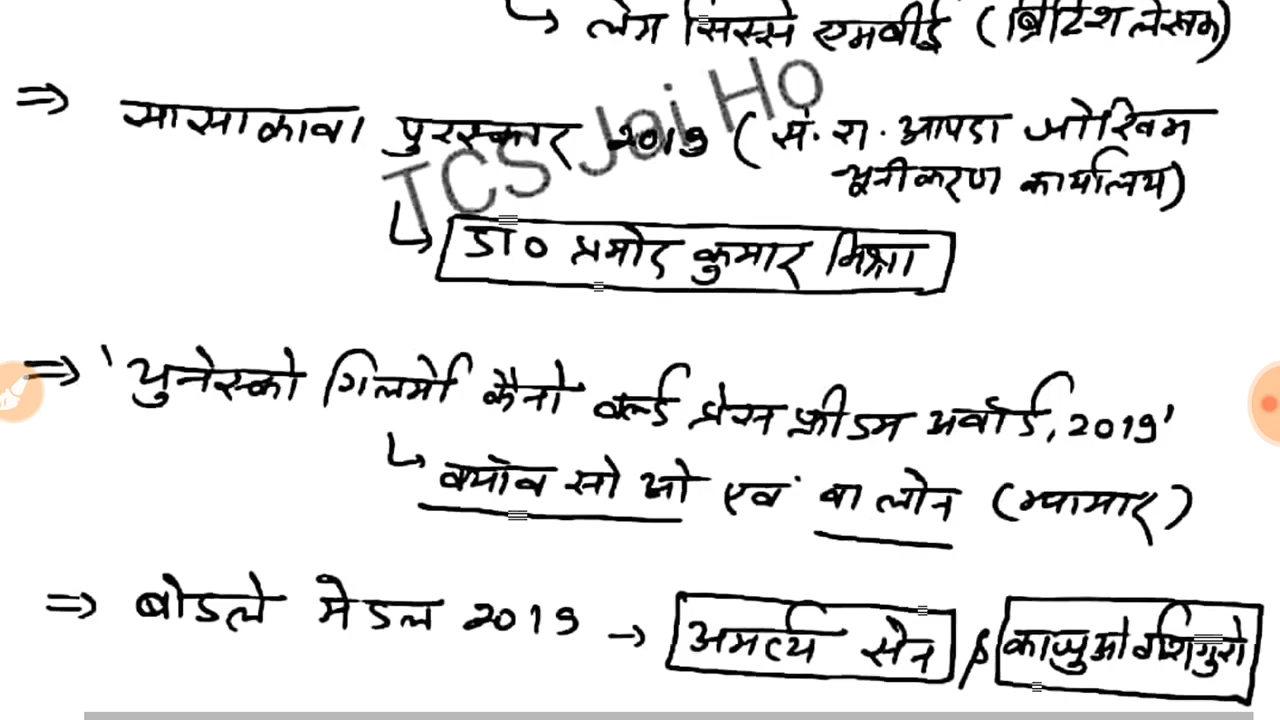 ↳ लेग सिस्से एमबीई (ब्रिटिश लेखक)
⇒ सासाकावा पुरस्कार 2019 (सं. रा. आपदा जोखिम
न्यूनीकरण कार्यालय)
TCS Jai Ho
↳ डा० प्रमोद कुमार मिश्रा
⇒ 'युनेस्को गिलर्मो कैनो वर्ल्ड प्रेस फ्रीडम अवॉर्ड, 2019'
↳ क्यॉव सो ओ एवं वा लोन (म्यामार)
⇒ बोडले मेडल 2019 → अमर्त्य सेन / काजुओ ईशिगुरो